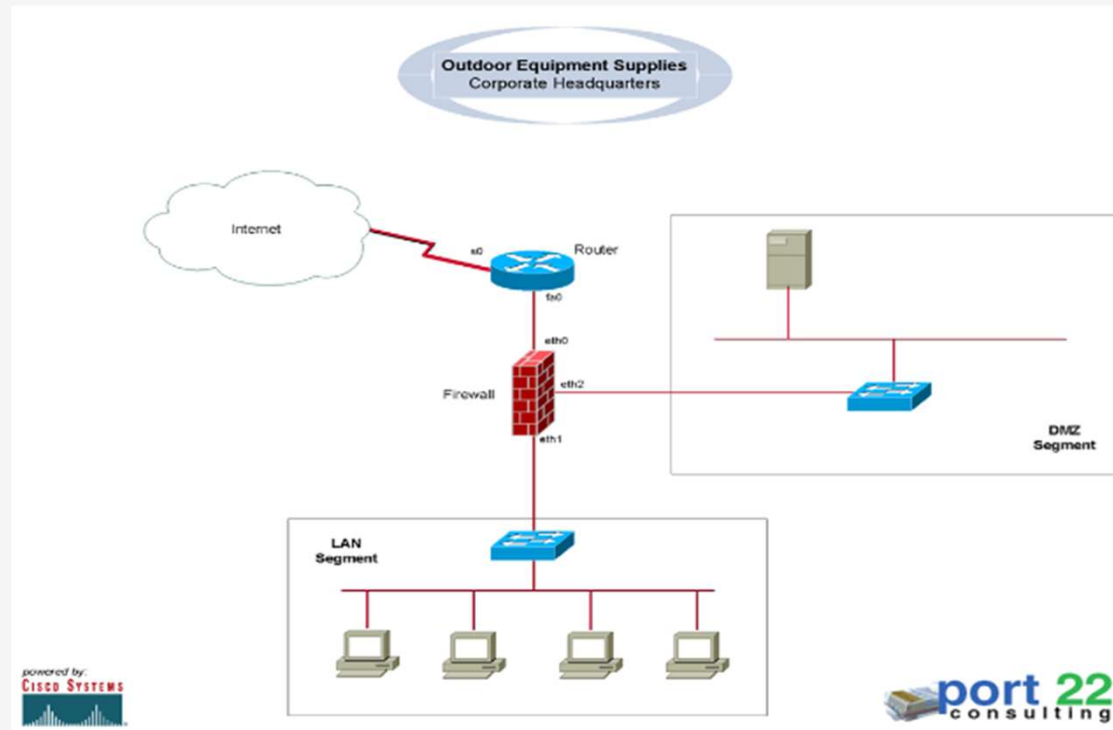 Outdoor Equipment Supplies
Corporate Headquarters
Internet
s0
Router
fa0
eth0
Firewall
eth2
eth1
DMZ
Segment
LAN
Segment
powered by:
CISCO SYSTEMS
port 22
consulting